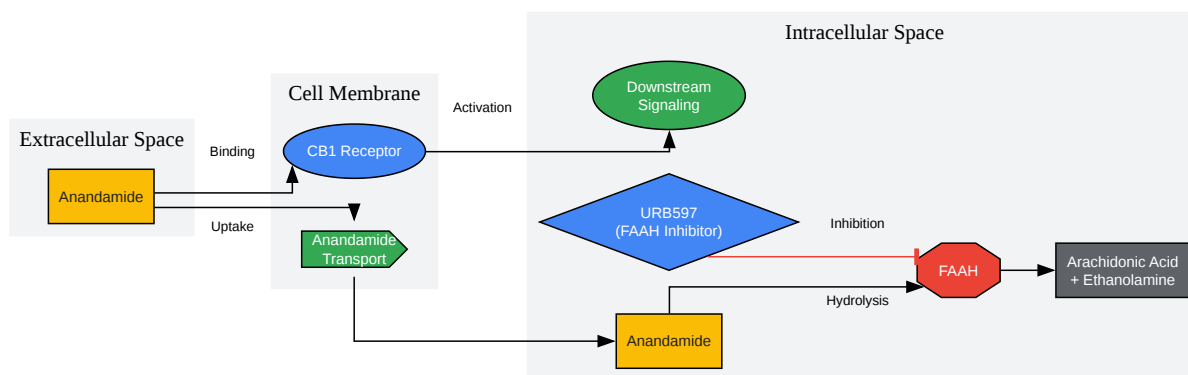 Intracellular Space
Downstream
Signaling
Cell Membrane
Activation
Extracellular Space
Binding
CB1 Receptor
Anandamide
Uptake
Anandamide
Transport
URB597
(FAAH Inhibitor)
Inhibition
FAAH
Arachidonic Acid
+ Ethanolamine
Hydrolysis
Anandamide